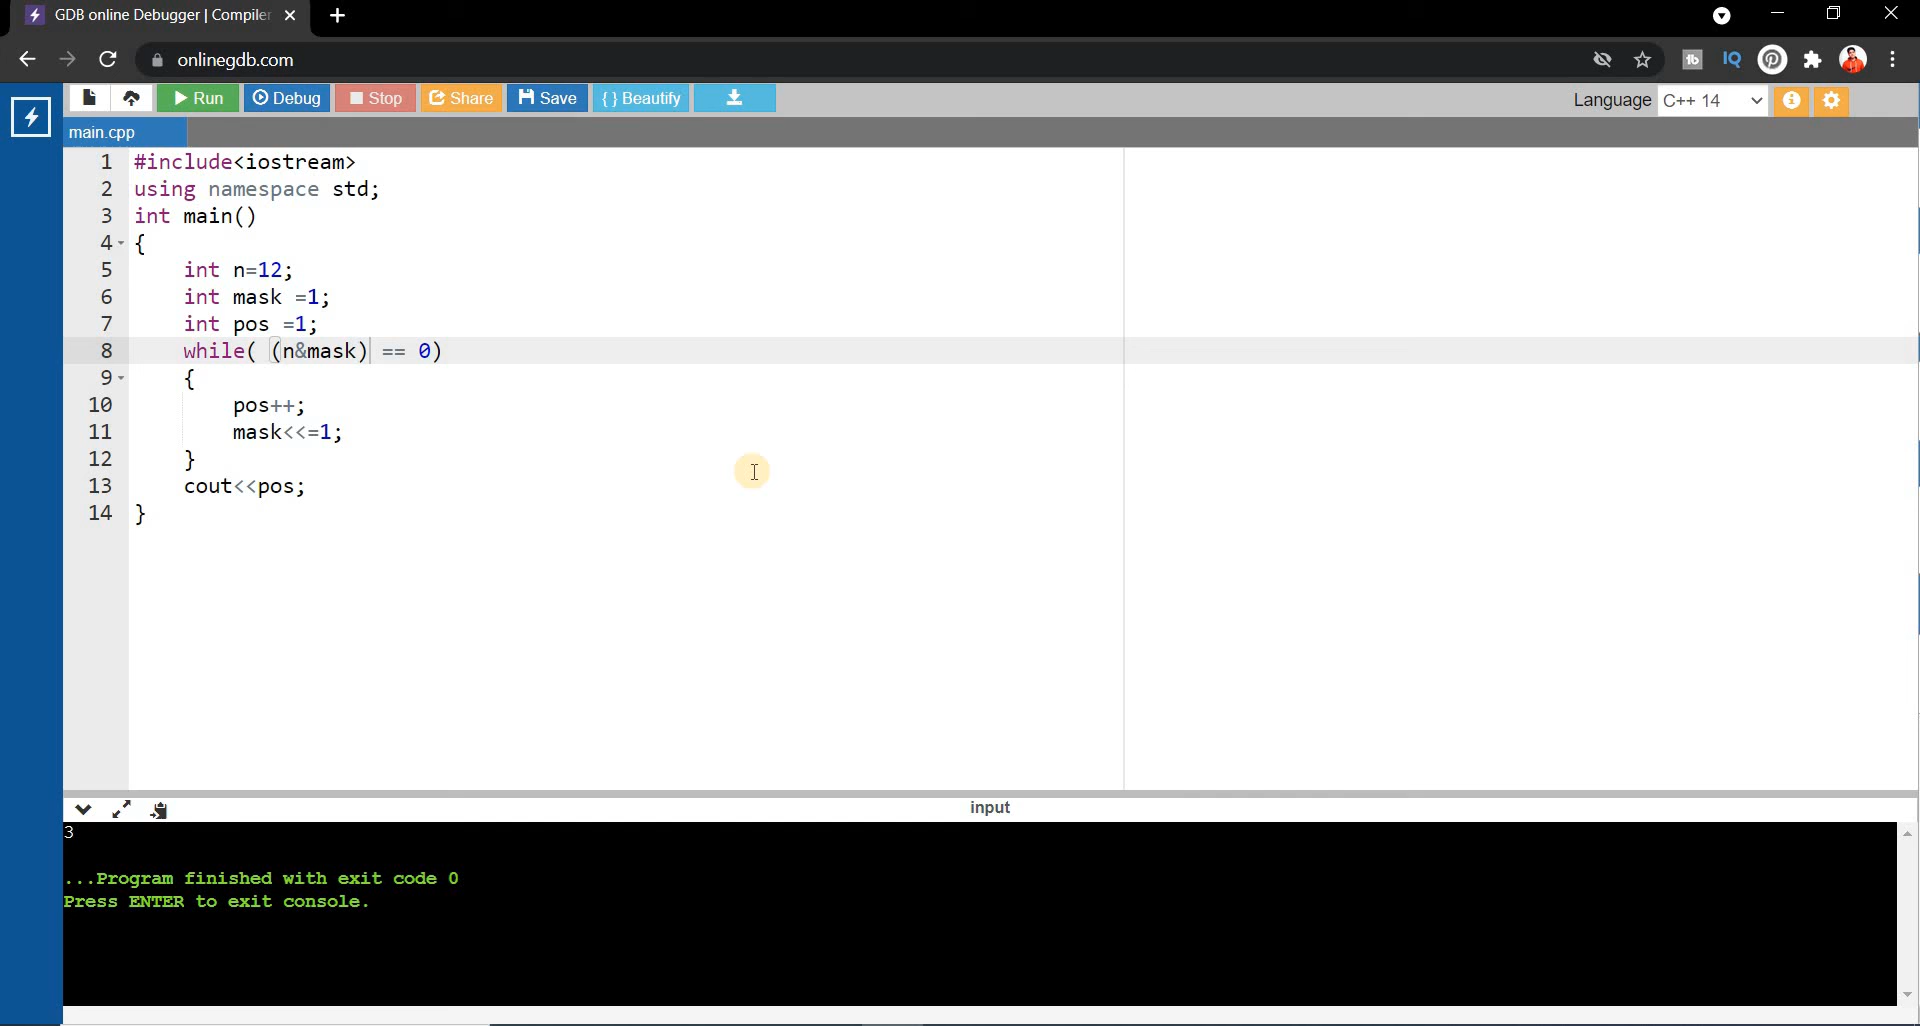 GDB online Debugger | Compiler
onlinegdb.com
Run Debug Stop Share Save { } Beautify Language C++ 14
main.cpp
1 #include<iostream>
2 using namespace std;
3 int main()
4 {
5 int n=12;
6 int mask =1;
7 int pos =1;
8 while( (n&mask) == 0)
9 {
10 pos++;
11 mask<<=1;
12 }
13 cout<<pos;
14 }
input
3
...Program finished with exit code 0
Press ENTER to exit console.